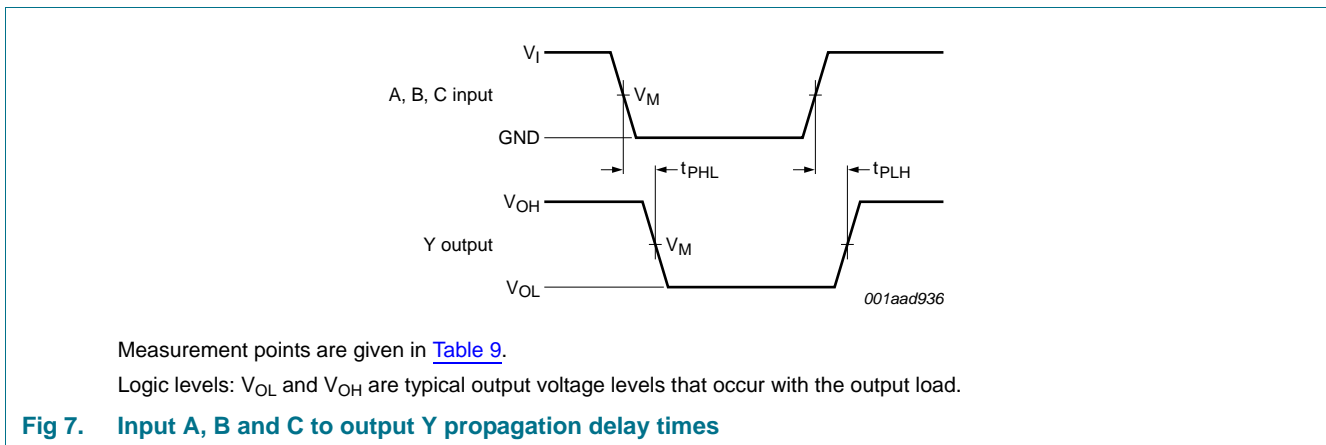 V_I
A, B, C input
V_M
GND
t_PHL
t_PLH
V_OH
Y output
V_M
V_OL
001aad936
Measurement points are given in Table 9.
Logic levels: V_OL and V_OH are typical output voltage levels that occur with the output load.
Fig 7. Input A, B and C to output Y propagation delay times